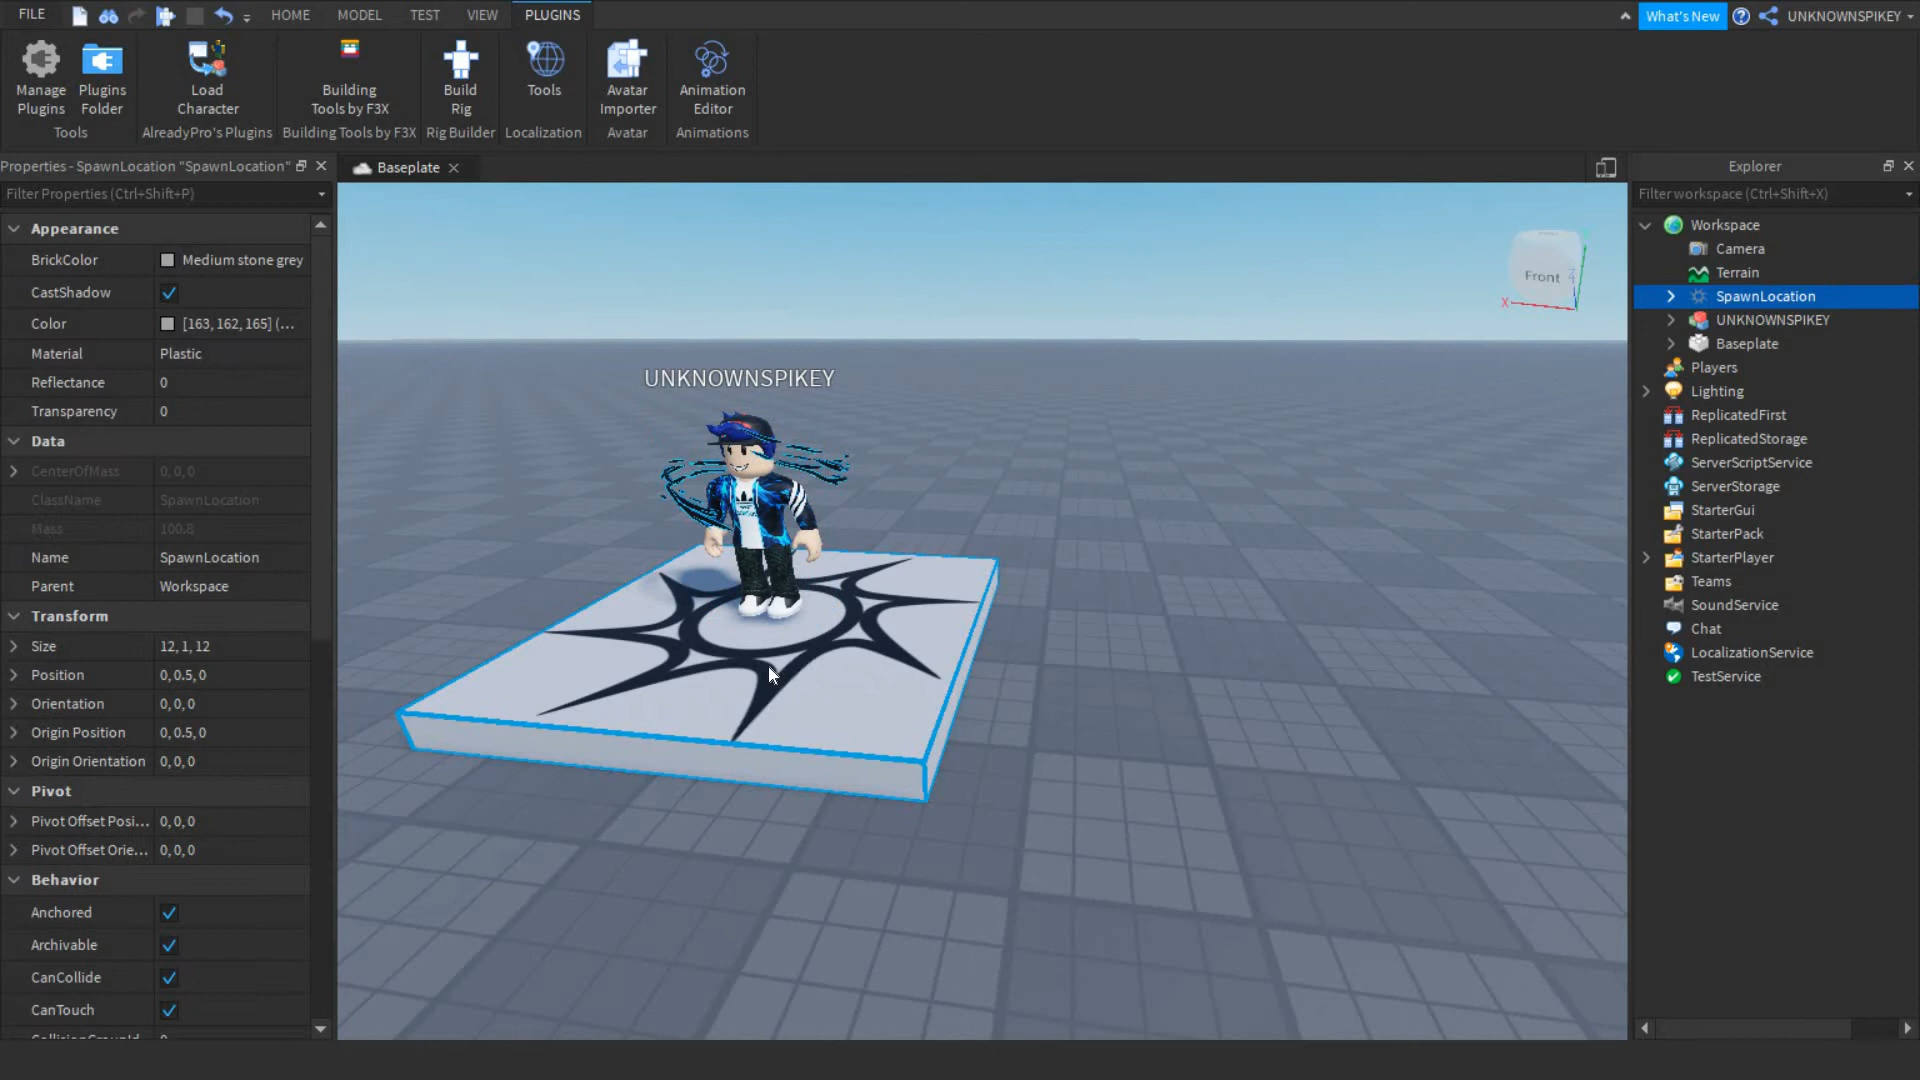 FILE HOME MODEL TEST VIEW PLUGINS What's New UNKNOWNSPIKEY
Manage Plugins
Plugins Folder
Tools
Load Character
AlreadyPro's Plugins
Building Tools by F3X
Building Tools by F3X
Build Rig
Rig Builder
Tools
Localization
Avatar Importer
Avatar
Animation Editor
Animations
Properties - SpawnLocation "SpawnLocation"
Filter Properties (Ctrl+Shift+P)
Appearance
BrickColor Medium stone grey
CastShadow
Color [163, 162, 165] (...
Material Plastic
Reflectance 0
Transparency 0
Data
CenterOfMass 0, 0, 0
ClassName SpawnLocation
Mass 100.8
Name SpawnLocation
Parent Workspace
Transform
Size 12, 1, 12
Position 0, 0.5, 0
Orientation 0, 0, 0
Origin Position 0, 0.5, 0
Origin Orientation 0, 0, 0
Pivot
Pivot Offset Posi... 0, 0, 0
Pivot Offset Orie... 0, 0, 0
Behavior
Anchored
Archivable
CanCollide
CanTouch
Baseplate
UNKNOWNSPIKEY
Front
X
Z
Explorer
Filter workspace (Ctrl+Shift+X)
Workspace
Camera
Terrain
SpawnLocation
UNKNOWNSPIKEY
Baseplate
Players
Lighting
ReplicatedFirst
ReplicatedStorage
ServerScriptService
ServerStorage
StarterGui
StarterPack
StarterPlayer
Teams
SoundService
Chat
LocalizationService
TestService